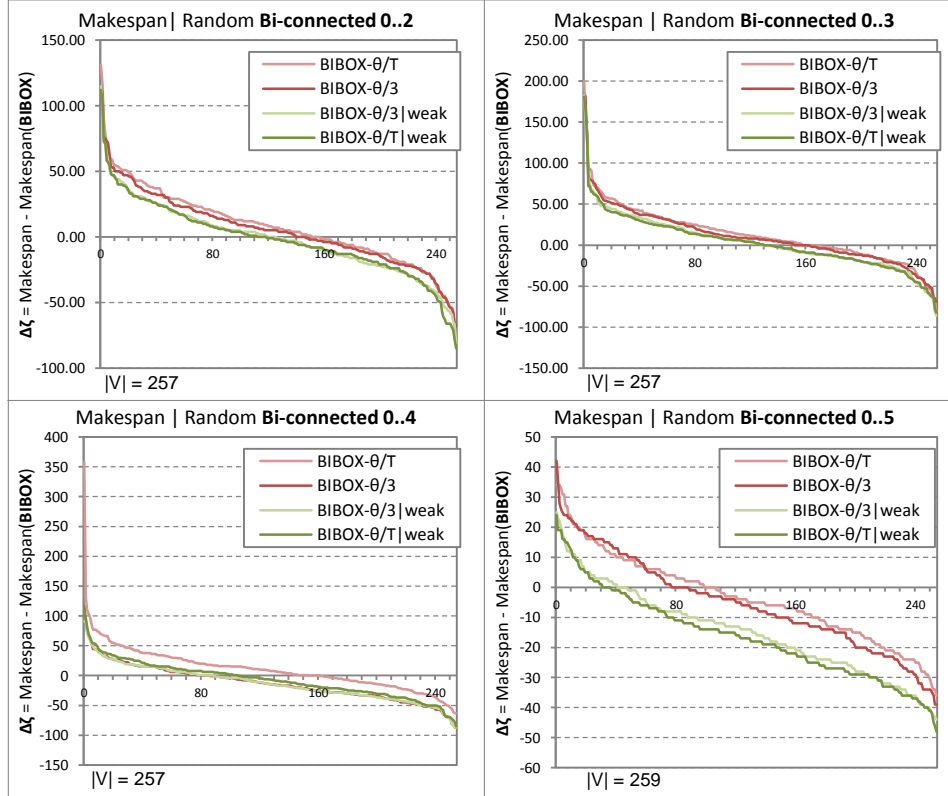 Makespan| Random Bi-connected 0..2
Δζ = Makespan - Makespan(BIBOX)
150.00
100.00
50.00
0.00
-50.00
-100.00
0
80
160
240
BIBOX-θ/T
BIBOX-θ/3
BIBOX-θ/3|weak
BIBOX-θ/T|weak
|V| = 257
Makespan | Random Bi-connected 0..3
Δζ = Makespan - Makespan(BIBOX)
250.00
200.00
150.00
100.00
50.00
0.00
-50.00
-100.00
-150.00
0
80
160
240
BIBOX-θ/T
BIBOX-θ/3
BIBOX-θ/3|weak
BIBOX-θ/T|weak
|V| = 257
Makespan | Random Bi-connected 0..4
Δζ = Makespan - Makespan(BIBOX)
400
350
300
250
200
150
100
50
0
-50
-100
-150
0
80
160
240
BIBOX-θ/T
BIBOX-θ/3
BIBOX-θ/3|weak
BIBOX-θ/T|weak
|V| = 257
Makespan | Random Bi-connected 0..5
Δζ = Makespan - Makespan(BIBOX)
50
40
30
20
10
0
-10
-20
-30
-40
-50
-60
0
80
160
240
BIBOX-θ/T
BIBOX-θ/3
BIBOX-θ/3|weak
BIBOX-θ/T|weak
|V| = 259